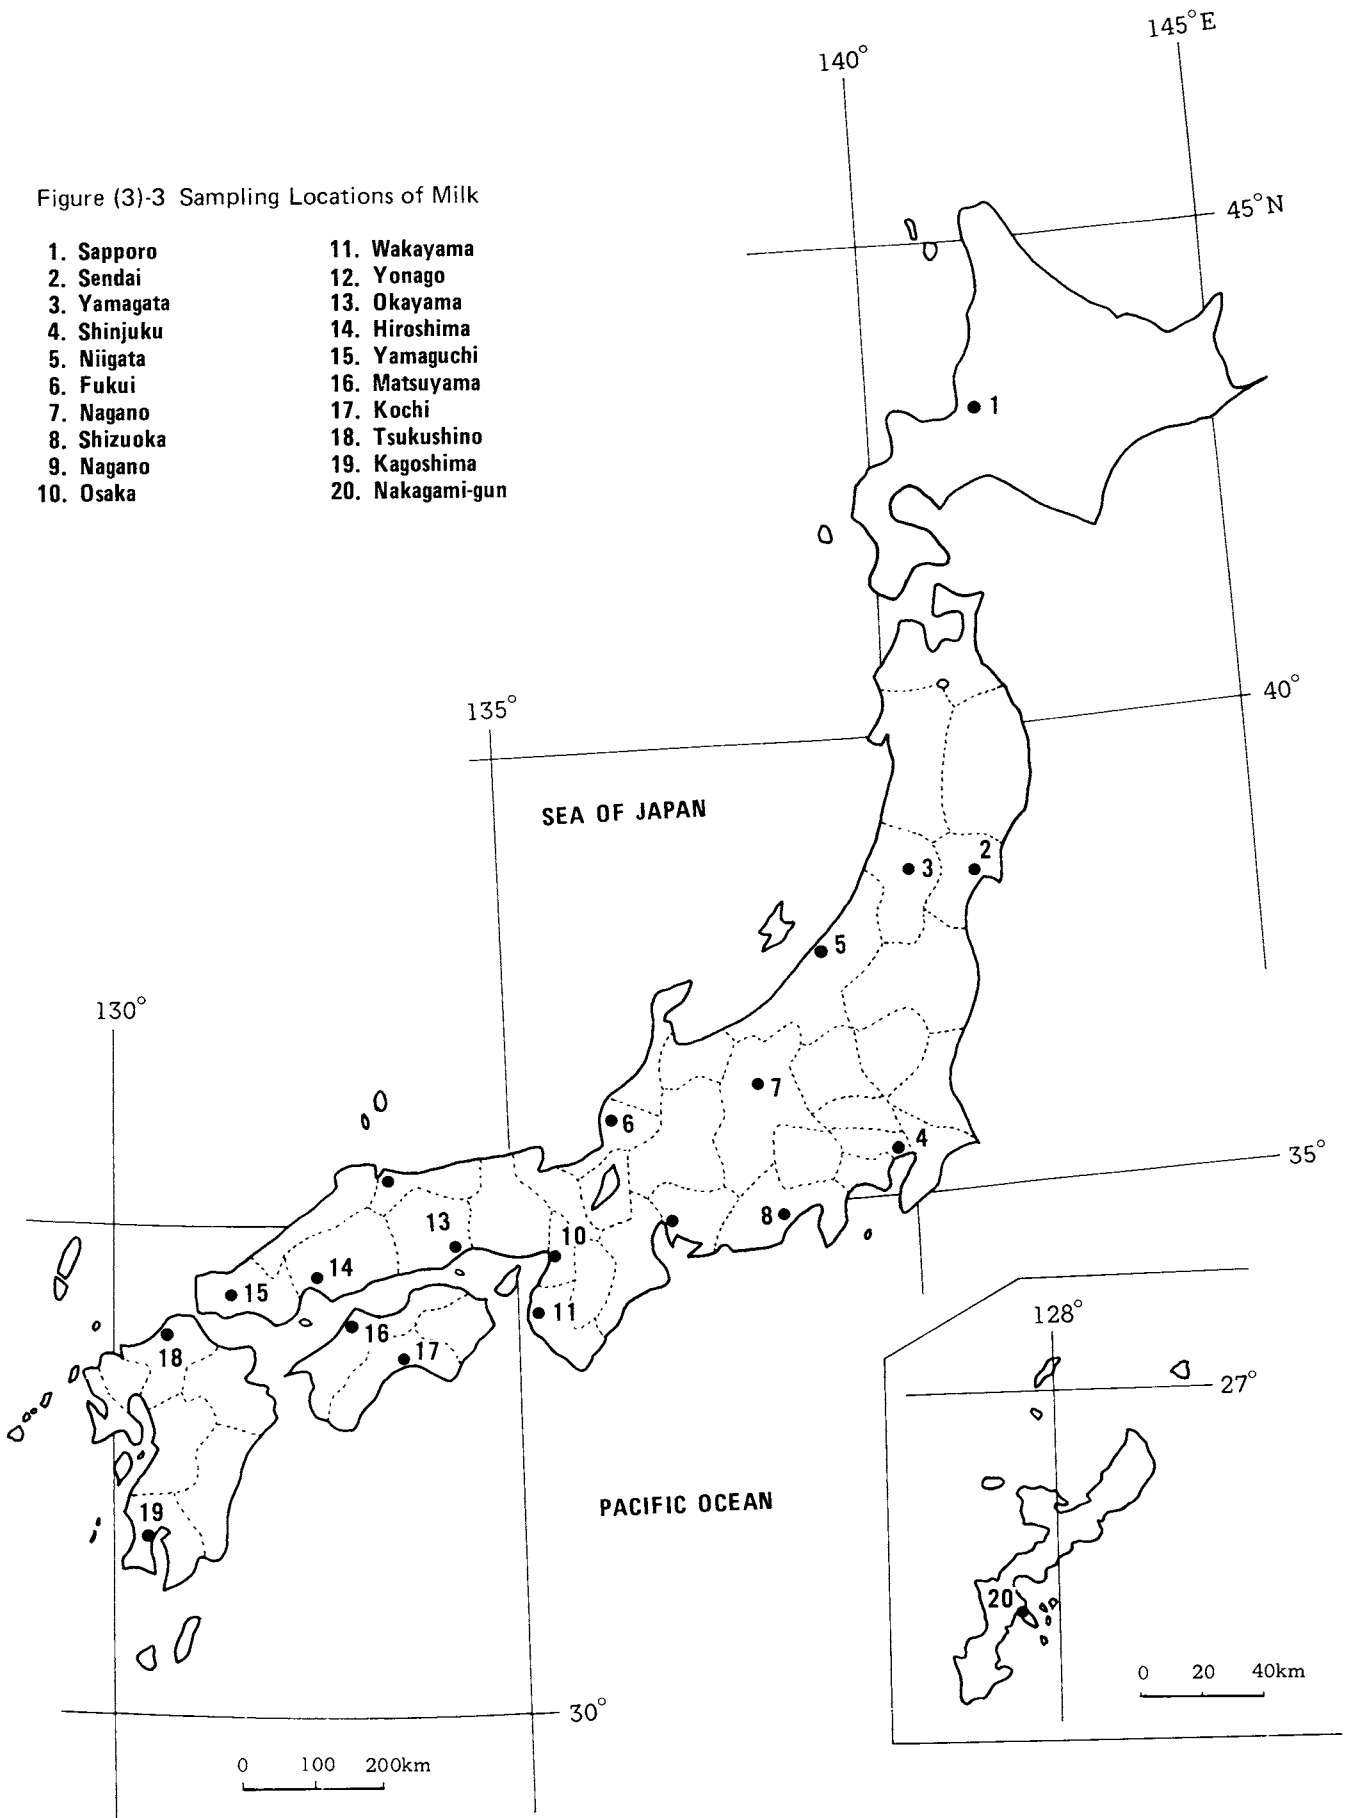 140°
145°E
Figure (3)-3 Sampling Locations of Milk
1. Sapporo
2. Sendai
3. Yamagata
4. Shinjuku
5. Niigata
6. Fukui
7. Nagano
8. Shizuoka
9. Nagano
10. Osaka
11. Wakayama
12. Yonago
13. Okayama
14. Hiroshima
15. Yamaguchi
16. Matsuyama
17. Kochi
18. Tsukushino
19. Kagoshima
20. Nakagami-gun
45°N
1
40°
135°
SEA OF JAPAN
2
3
5
130°
7
6
4
35°
8
13
10
14
15
11
16
17
18
128°
27°
PACIFIC OCEAN
19
20
0 20 40km
30°
0 100 200km